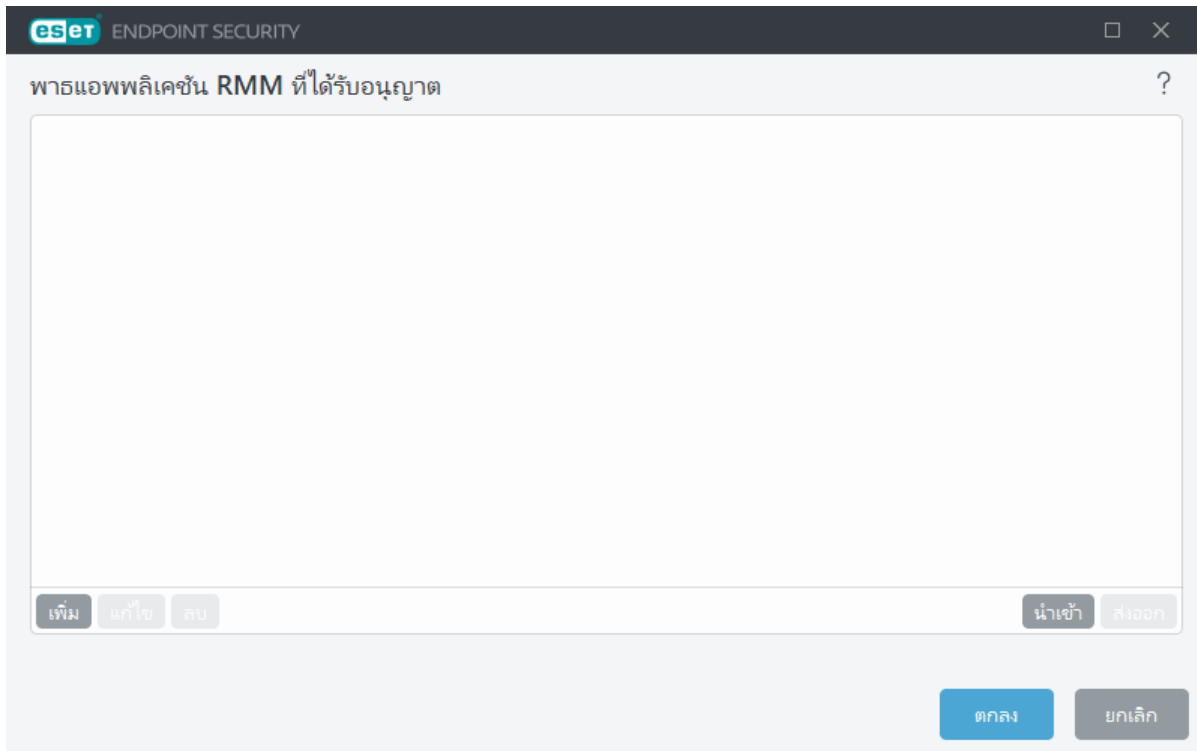 eset ENDPOINT SECURITY
พาธแอพพลิเคชัน RMM ที่ได้รับอนุญาต ?
เพิ่ม แก้ไข ลบ นำเข้า ส่งออก
ตกลง ยกเลิก